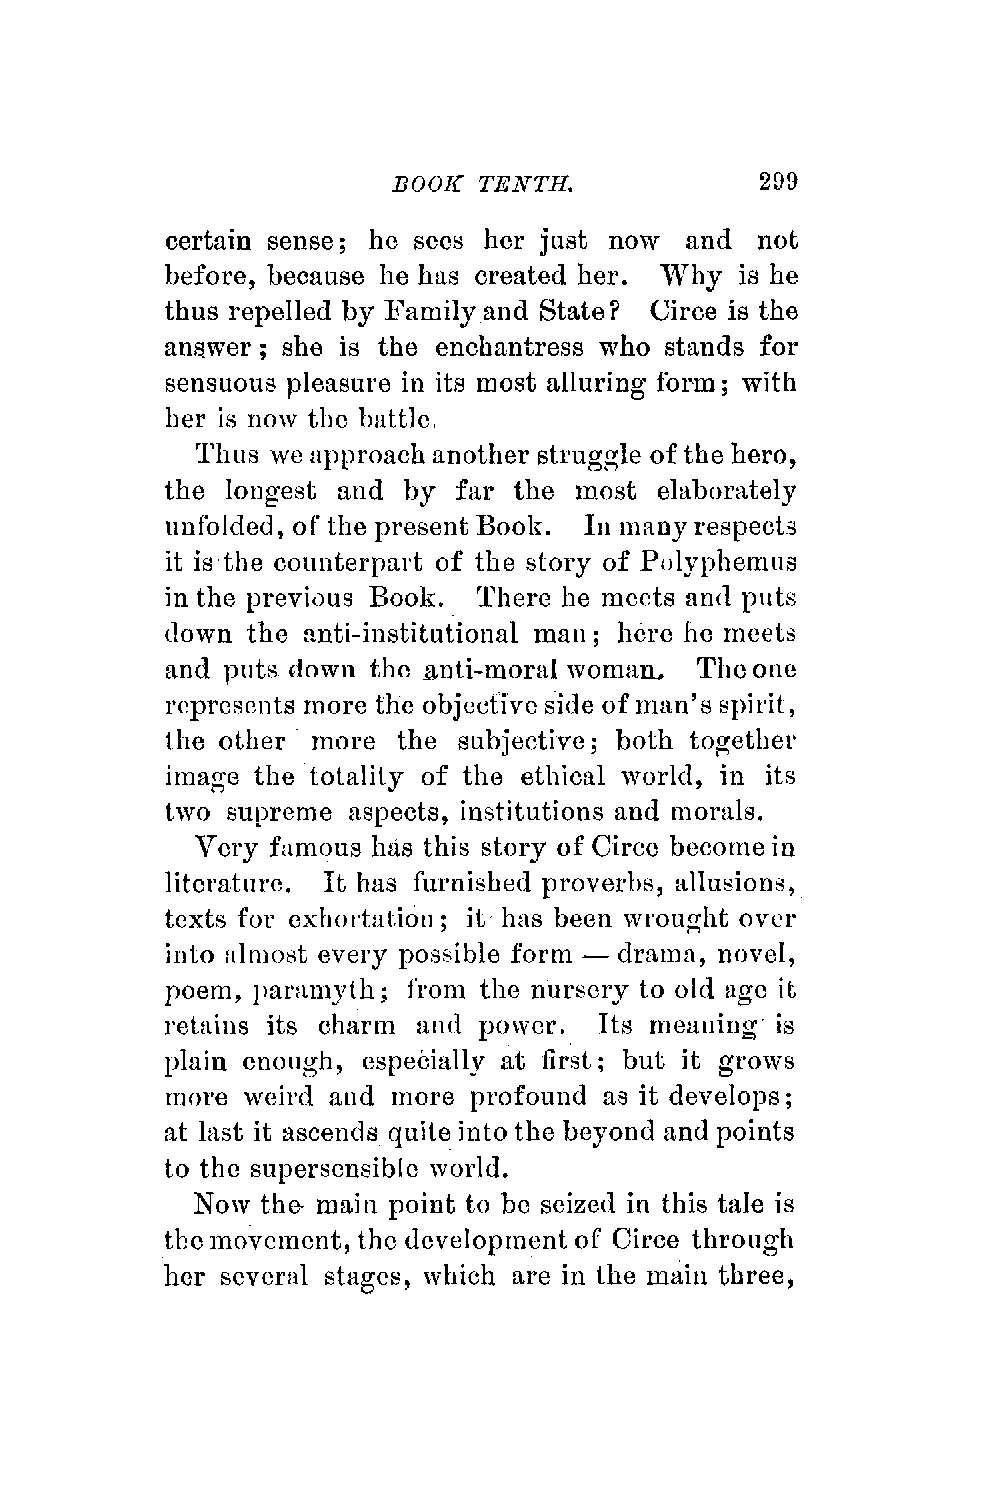 BOOK TENTH. 299
certain sense; he sees her just now and not
before, because he has created her. Why is he
thus repelled by Family and State? Circe is the
answer; she is the enchantress who stands for
sensuous pleasure in its most alluring form; with
her is now the battle.
Thus we approach another struggle of the hero,
the longest and by far the most elaborately
unfolded, of the present Book. In many respects
it is the counterpart of the story of Polyphemus
in the previous Book. There he meets and puts
down the anti-institutional man; here he meets
and puts down the anti-moral woman. The one
represents more the objective side of man's spirit,
the other more the subjective; both together
image the totality of the ethical world, in its
two supreme aspects, institutions and morals.
Very famous has this story of Circe become in
literature. It has furnished proverbs, allusions,
texts for exhortation; it has been wrought over
into almost every possible form — drama, novel,
poem, paramyth; from the nursery to old age it
retains its charm and power. Its meaning is
plain enough, especially at first; but it grows
more weird and more profound as it develops;
at last it ascends quite into the beyond and points
to the supersensible world.
Now the main point to be seized in this tale is
the movement, the development of Circe through
her several stages, which are in the main three,